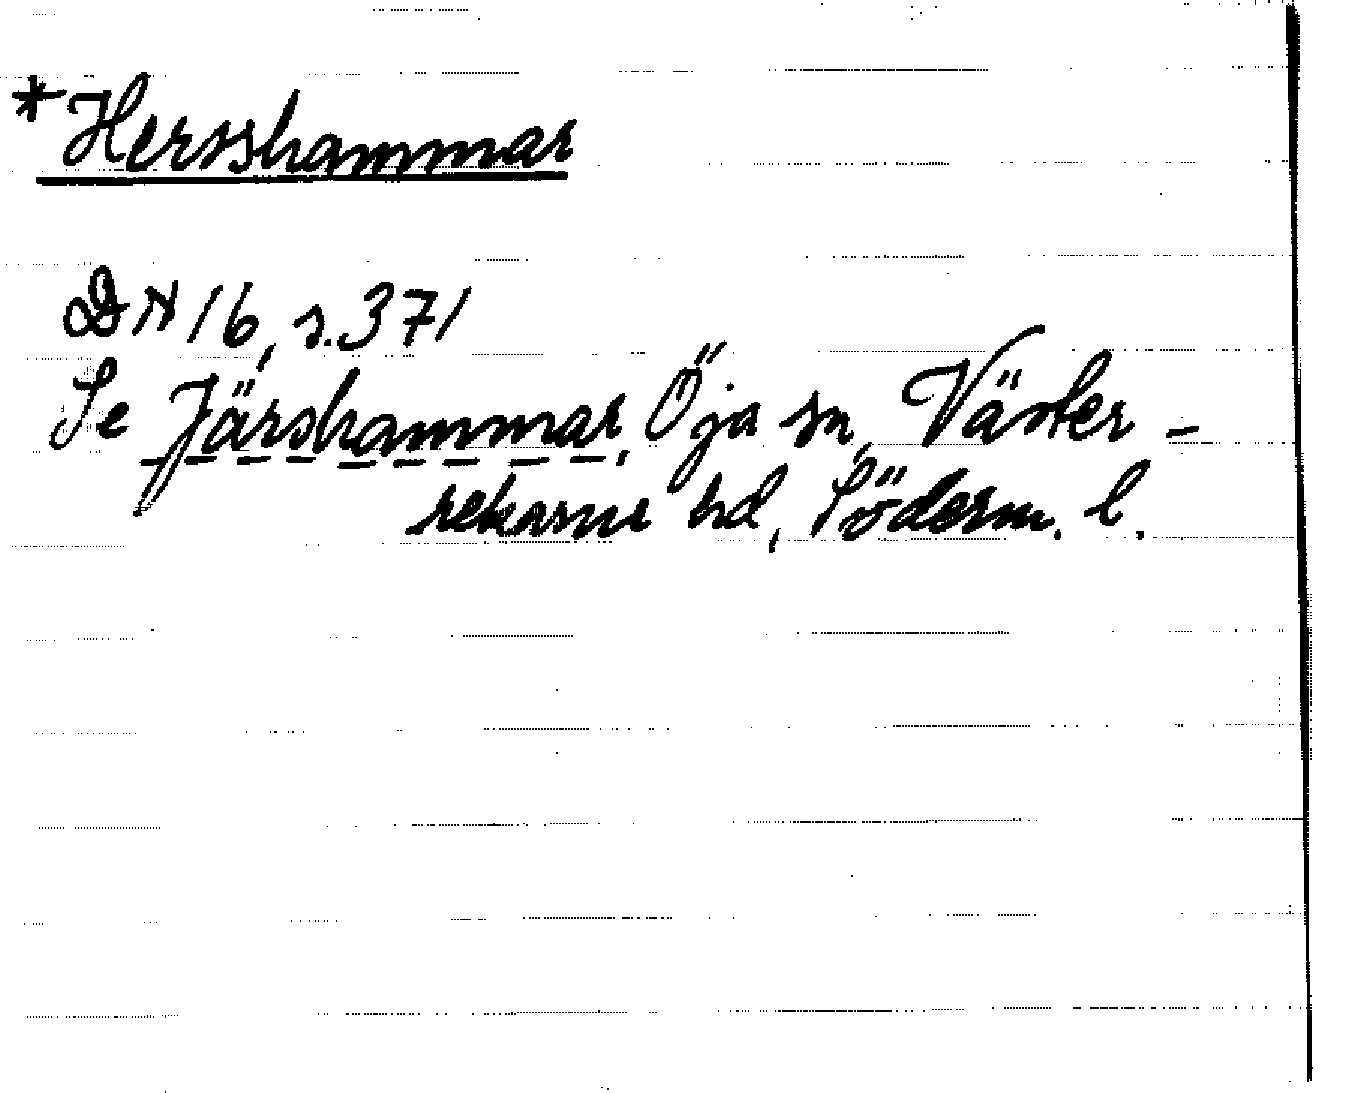 *Hersshammar
DN 16, s. 371
Se Järshammar, Öja sn, Väster-
rekarne hd, Söderm. l.